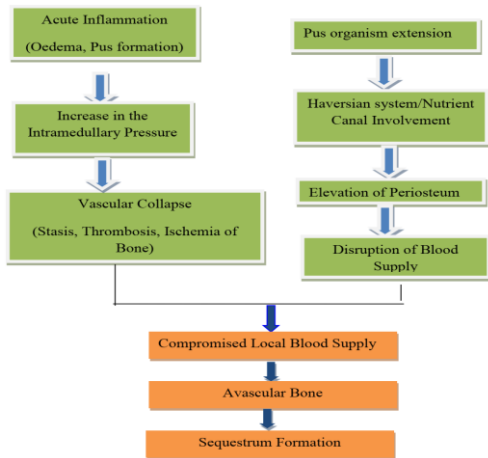 Acute Inflammation
(Oedema, Pus formation)
Increase in the
Intramedullary Pressure
Vascular Collapse
(Stasis, Thrombosis, Ischemia of
Bone)
Pus organism extension
Haversian system/Nutrient
Canal Involvement
Elevation of Periosteum
Disruption of Blood
Supply
Compromised Local Blood Supply
Avascular Bone
Sequestrum Formation